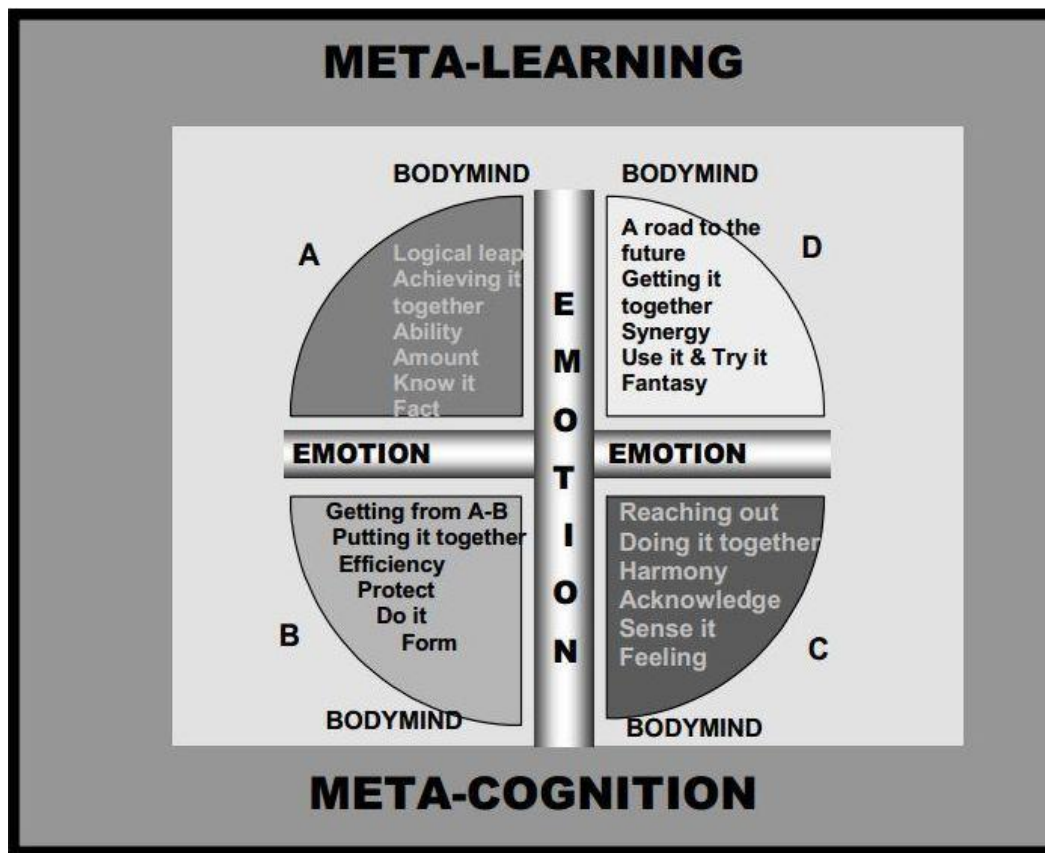 META-LEARNING
BODYMIND
BODYMIND
A
Logical leap
Achieving it
together
Ability
Amount
Know it
Fact
A road to the
future
Getting it
together
Synergy
Use it & Try it
Fantasy
D
EMOTION
EMOTION
EMOTION
Getting from A-B
Putting it together
Efficiency
Protect
Do it
Form
B
Reaching out
Doing it together
Harmony
Acknowledge
Sense it
Feeling
C
BODYMIND
BODYMIND
META-COGNITION